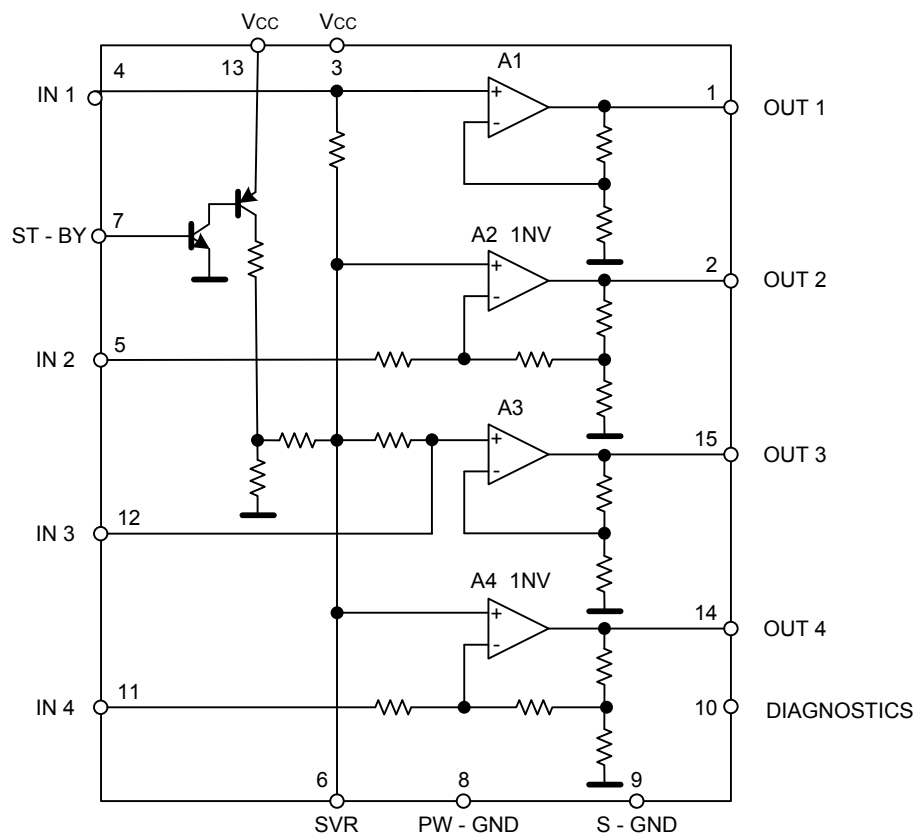 VCC VCC
13 3
4 A1
IN 1 1 OUT 1
+
-
7
ST - BY
A2 1NV 2
+ OUT 2
-
5
IN 2
A3
15
+ OUT 3
-
12
IN 3
A4 1NV
14
+ OUT 4
-
11
IN 4 10 DIAGNOSTICS
6 8 9
SVR PW - GND S - GND